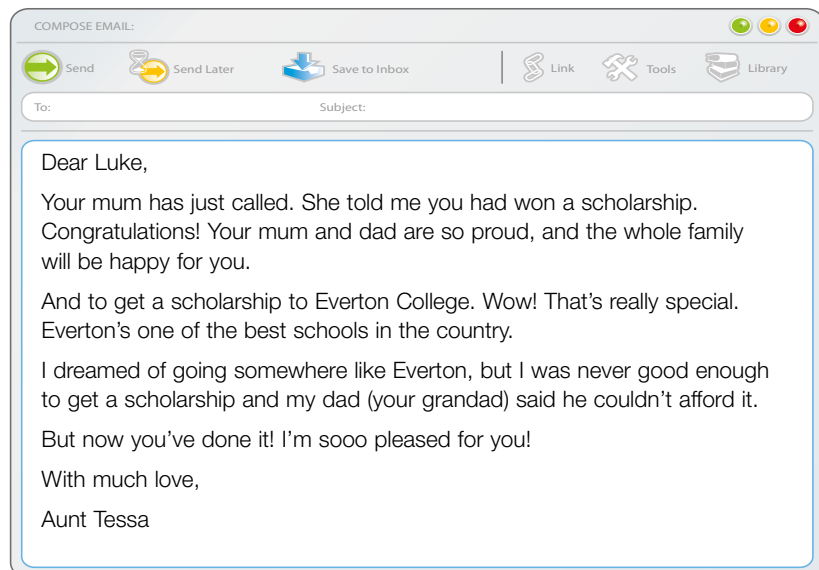 COMPOSE EMAIL:
Send Send Later Save to Inbox Link Tools Library
To: Subject:
Dear Luke,
Your mum has just called. She told me you had won a scholarship.
Congratulations! Your mum and dad are so proud, and the whole family
will be happy for you.
And to get a scholarship to Everton College. Wow! That’s really special.
Everton’s one of the best schools in the country.
I dreamed of going somewhere like Everton, but I was never good enough
to get a scholarship and my dad (your grandad) said he couldn’t afford it.
But now you’ve done it! I’m sooo pleased for you!
With much love,
Aunt Tessa